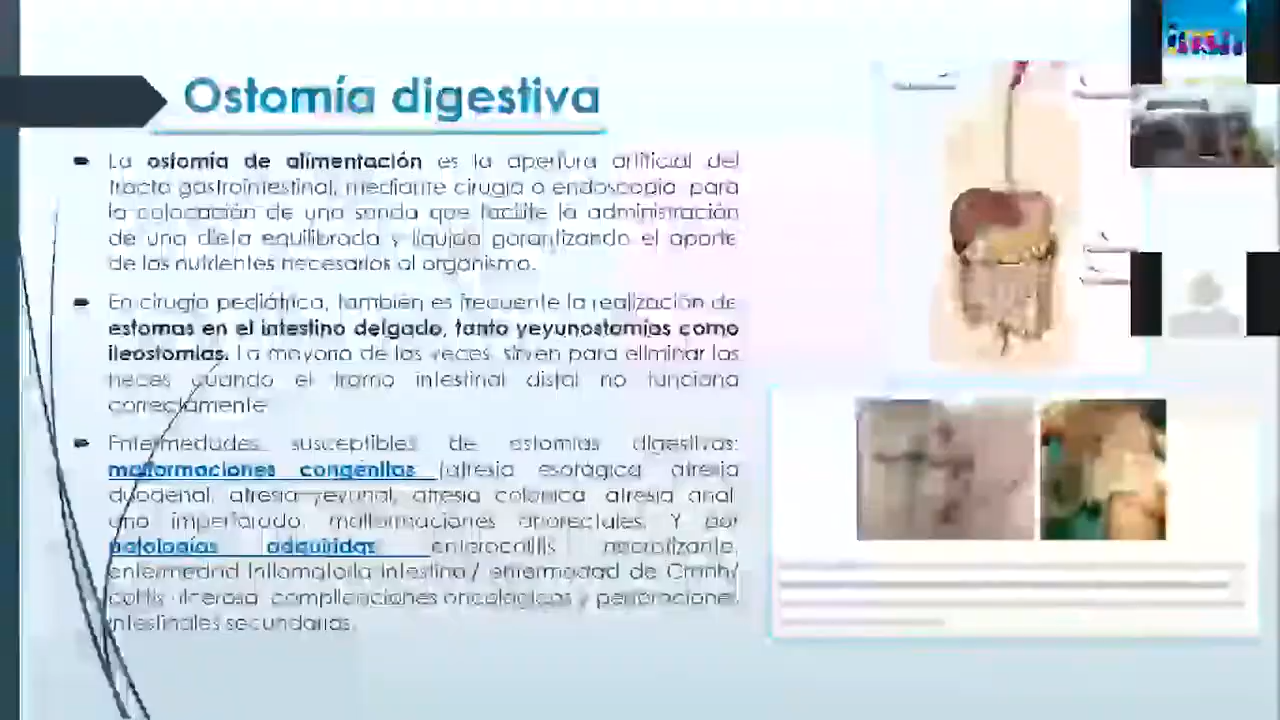 Ostomía digestiva
La ostomía de alimentación es la apertura artificial del
tracto gastrointestinal, mediante cirugía o endoscopia para
la colocación de una sonda que facilite la administración
de una dieta equilibrada y líquida garantizando el aporte
de los nutrientes necesarios al organismo.
En cirugía pediátrica, también es frecuente la realización de
estomas en el intestino delgado, tanto yeyunostomías como
ileostomías. La mayoría de las veces, sirven para eliminar las
heces cuando el tramo intestinal distal no funciona
correctamente
Enfermedades susceptibles de estomias digestivas:
malformaciones congénitas (atresia esofágica, atresia
duodenal, atresia yeyunal, atresia colónica, atresia anal,
ano imperforado, malformaciones anorectales. Y por
patologías adquiridas enterocolitis necrotizante,
enfermedad inflamatoria intestinal/ enfermedad de Crohn/
colitis ulcerosa, complicaciones oncológicas y perforaciones
intestinales secundarias.